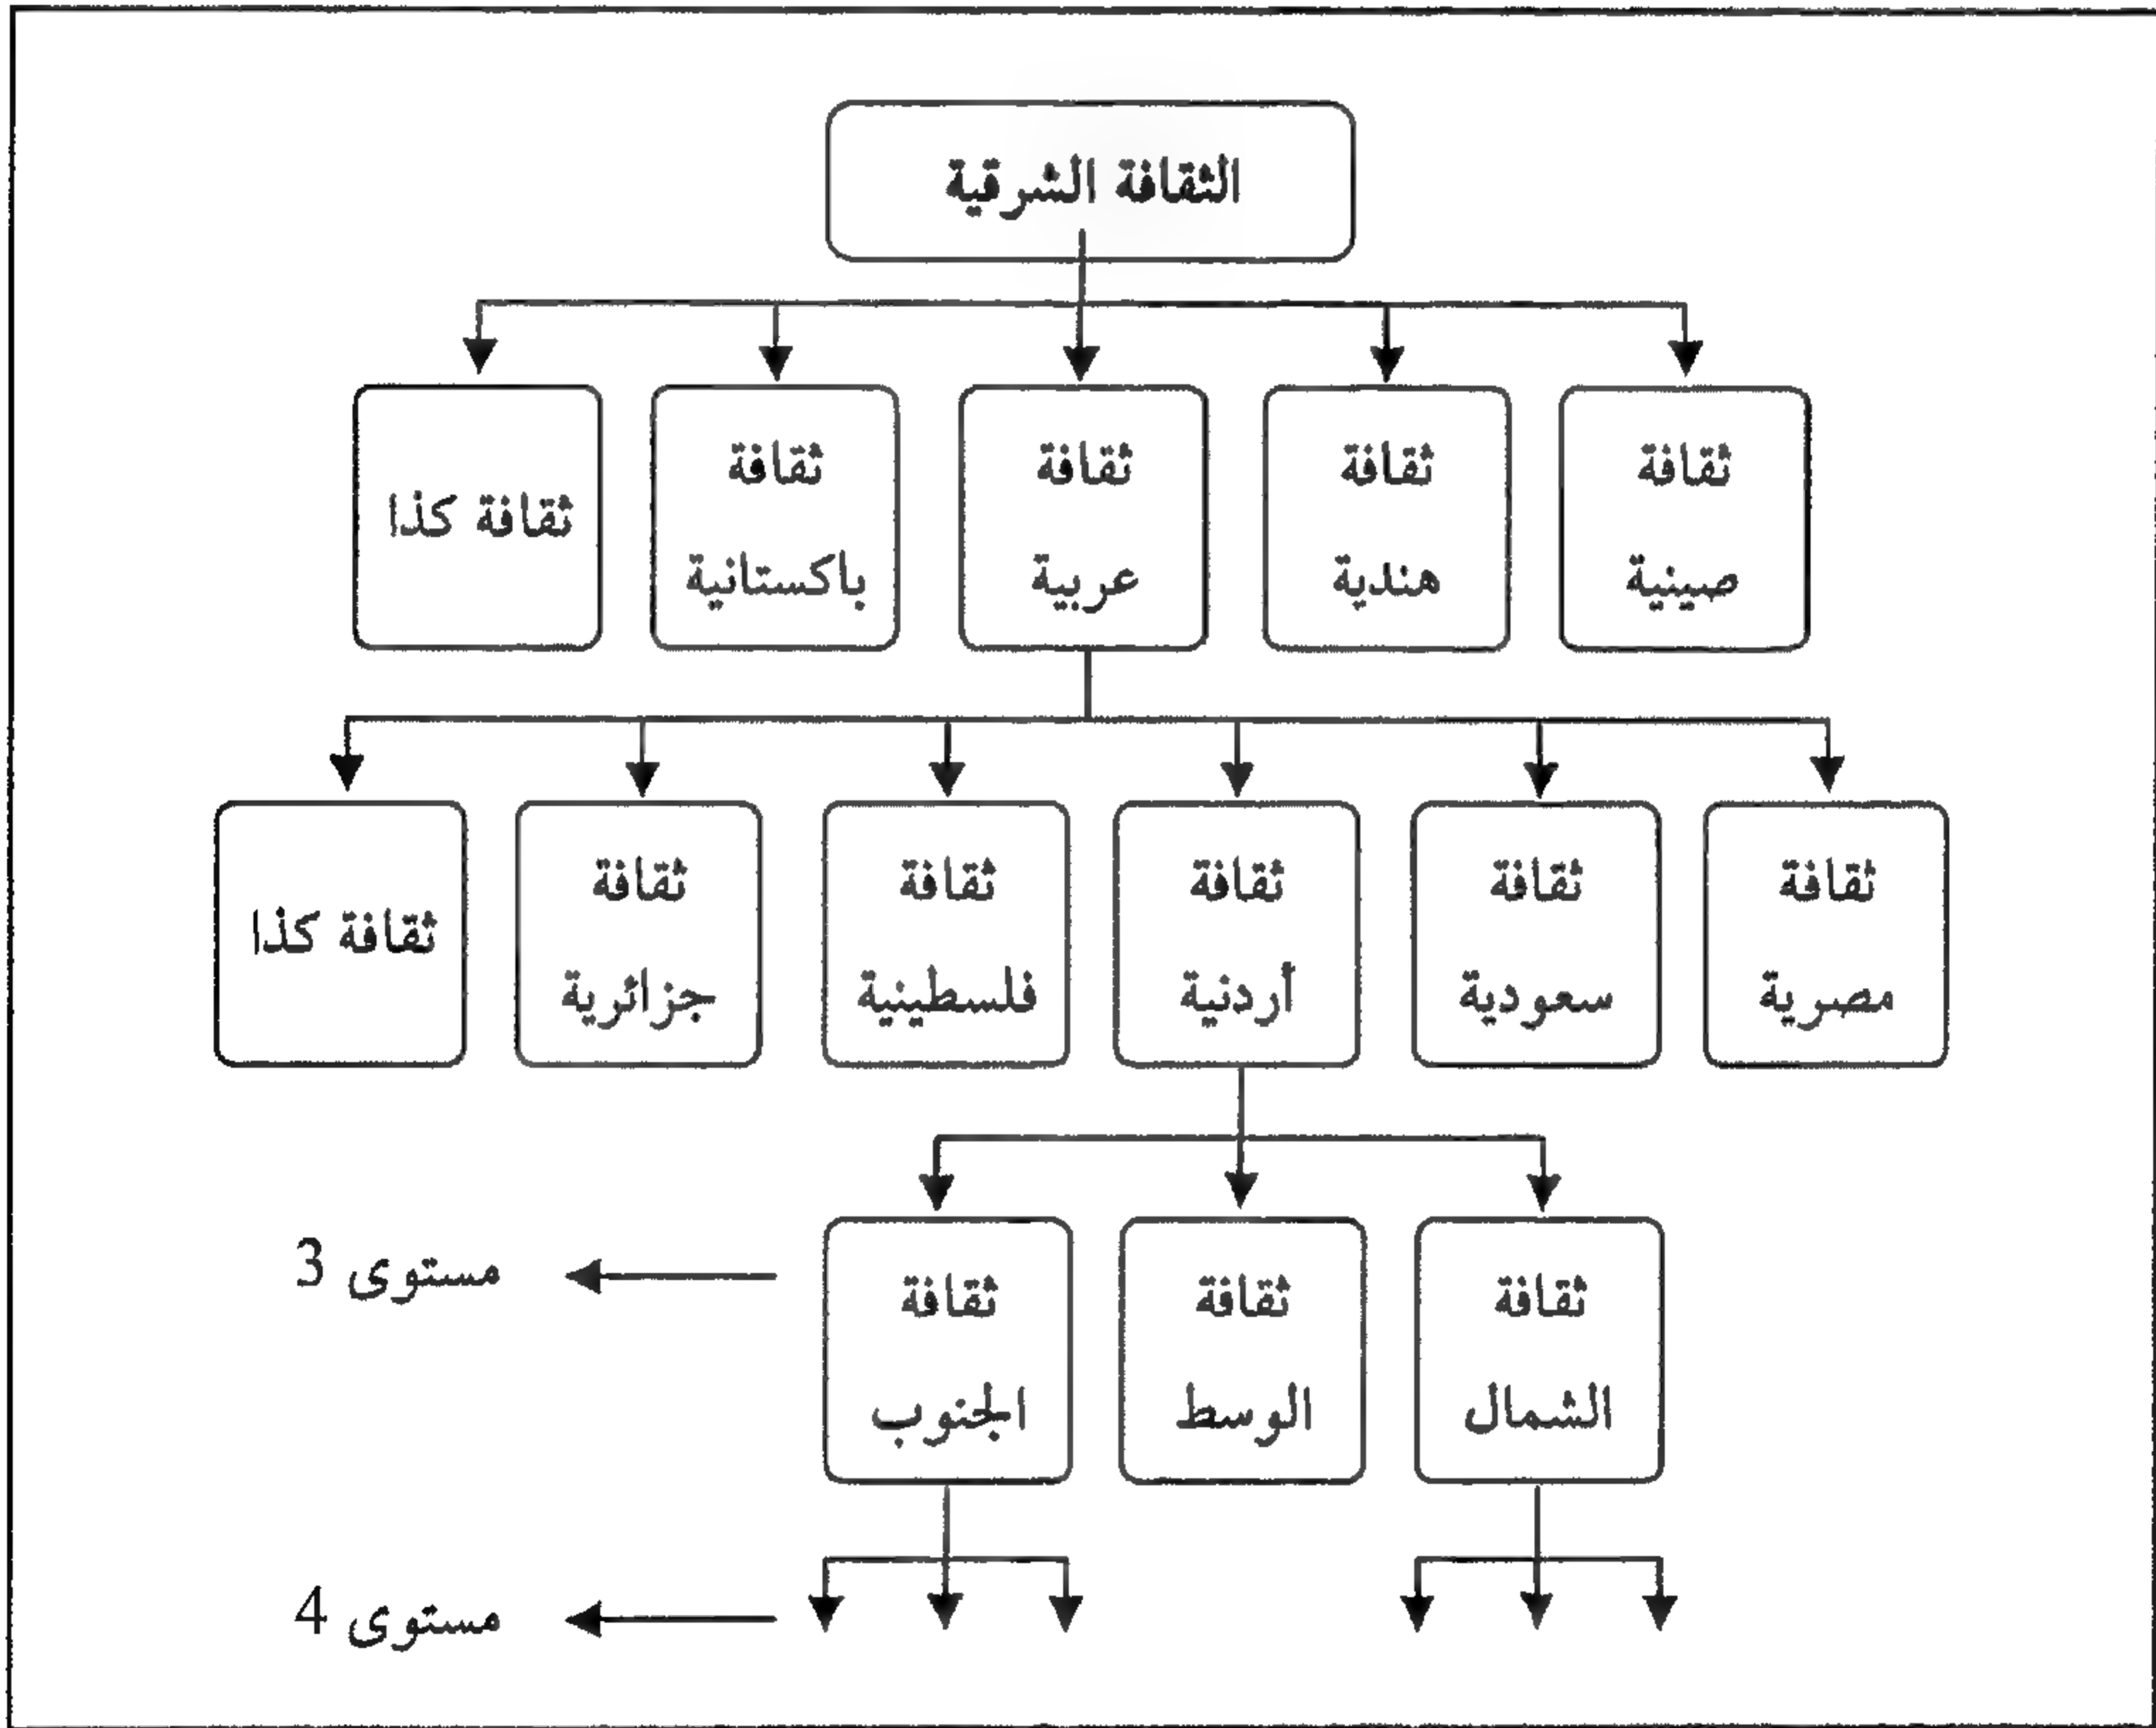 الثقافة الشرقية
ثقافة
صينية
ثقافة
هندية
ثقافة
عربية
ثقافة
باكستانية
ثقافة كذا
ثقافة
مصرية
ثقافة
سعودية
ثقافة
أردنية
ثقافة
فلسطينية
ثقافة
جزائرية
ثقافة كذا
ثقافة
الشمال
ثقافة
الوسط
ثقافة
الجنوب
مستوى 3
مستوى 4